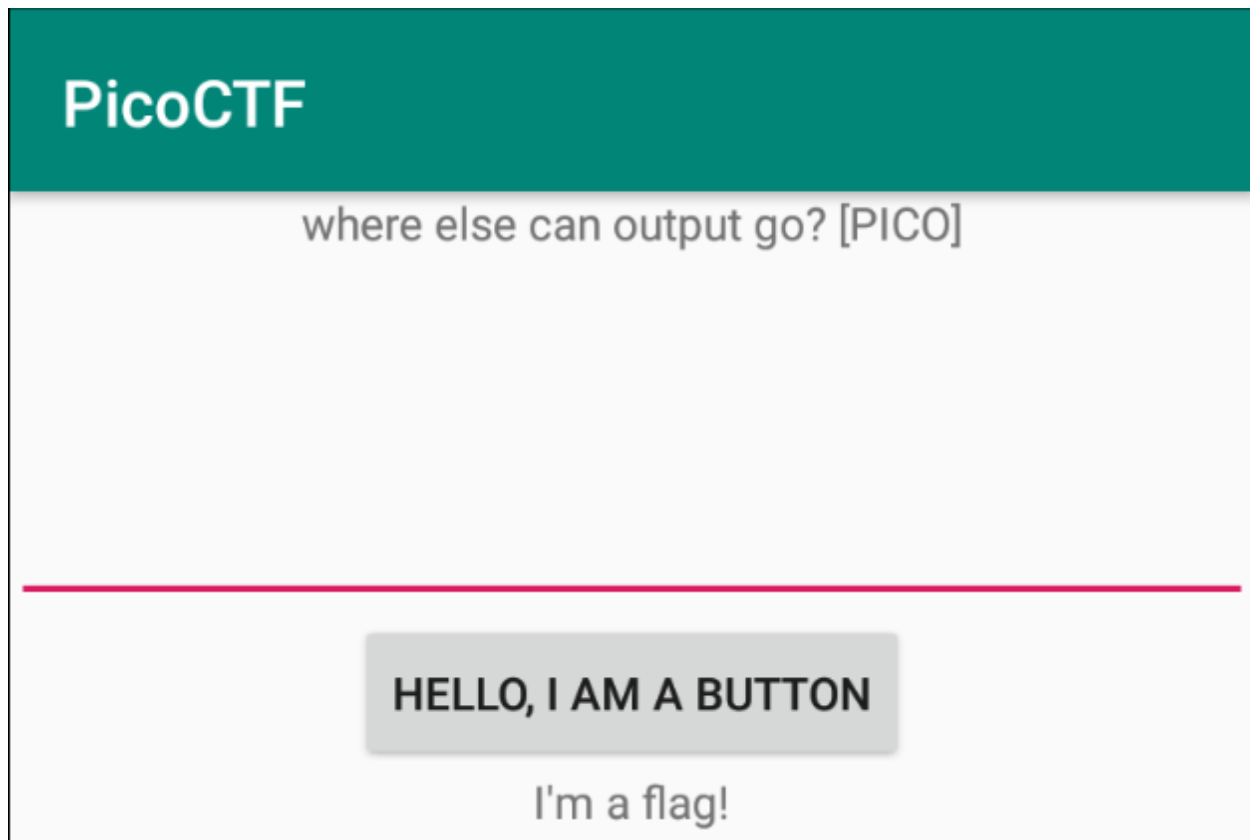 PicoCTF
where else can output go? [PICO]
HELLO, I AM A BUTTON
I'm a flag!